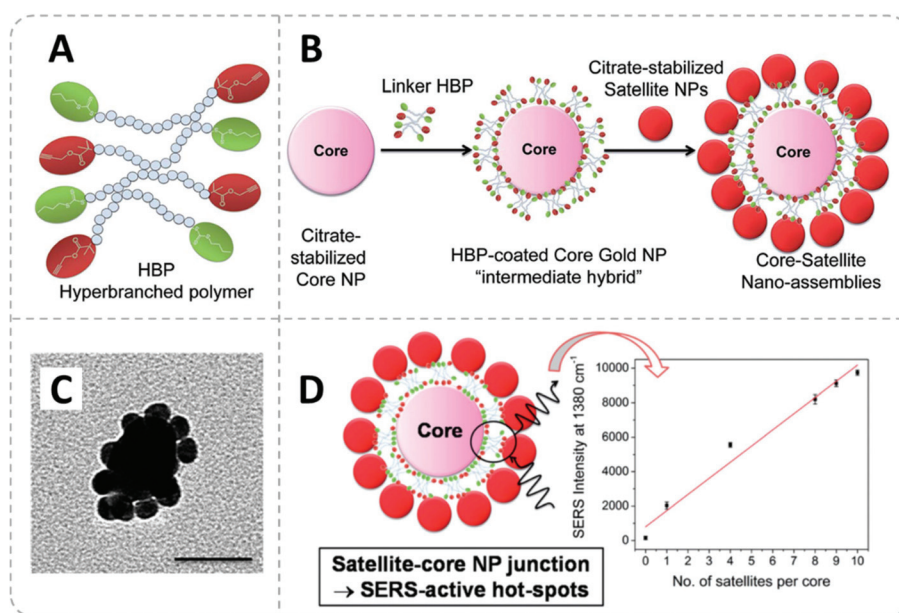 A
HBP
Hyperbranched polymer
B
Linker HBP
Citrate-stabilized
Satellite NPs
Core
Core
Core
Citrate-
stabilized
Core NP
HBP-coated Core Gold NP
“intermediate hybrid”
Core-Satellite
Nano-assemblies
C
D
Core
Satellite-core NP junction
→ SERS-active hot-spots
SERS Intensity at 1380 cm⁻¹
10000
8000
6000
4000
2000
0
0 1 2 3 4 5 6 7 8 9 10
No. of satellites per core